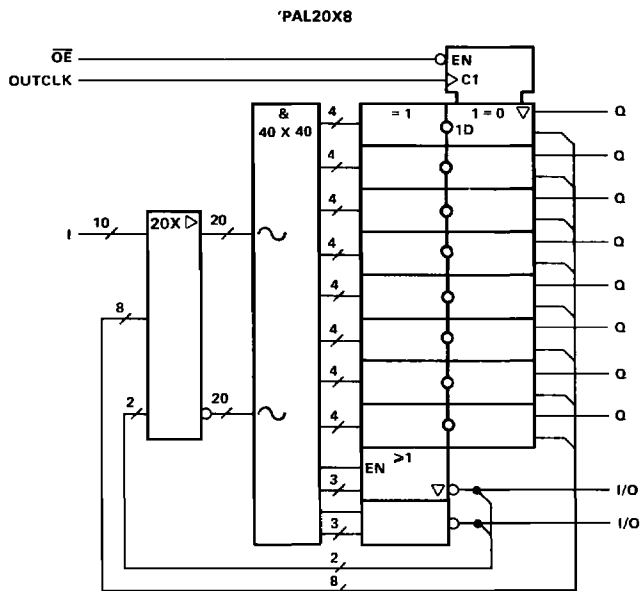 'PAL20X8
OE
EN
OUTCLK
C1
&
40 X 40
4
= 1
1 = 0
1D
Q
4
Q
4
Q
I
10
20X
20
4
Q
4
Q
8
4
Q
4
Q
2
20
4
Q
≥1
EN
3
I/O
3
I/O
2
8